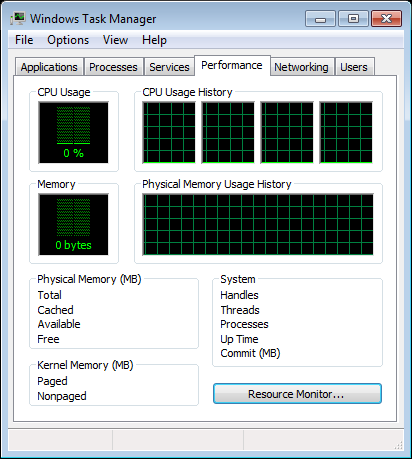 Windows Task Manager
File Options View Help
Applications Processes Services Performance Networking Users
CPU Usage
0 %
CPU Usage History
Memory
0 bytes
Physical Memory Usage History
Physical Memory (MB)
Total
Cached
Available
Free
System
Handles
Threads
Processes
Up Time
Commit (MB)
Kernel Memory (MB)
Paged
Nonpaged
Resource Monitor...